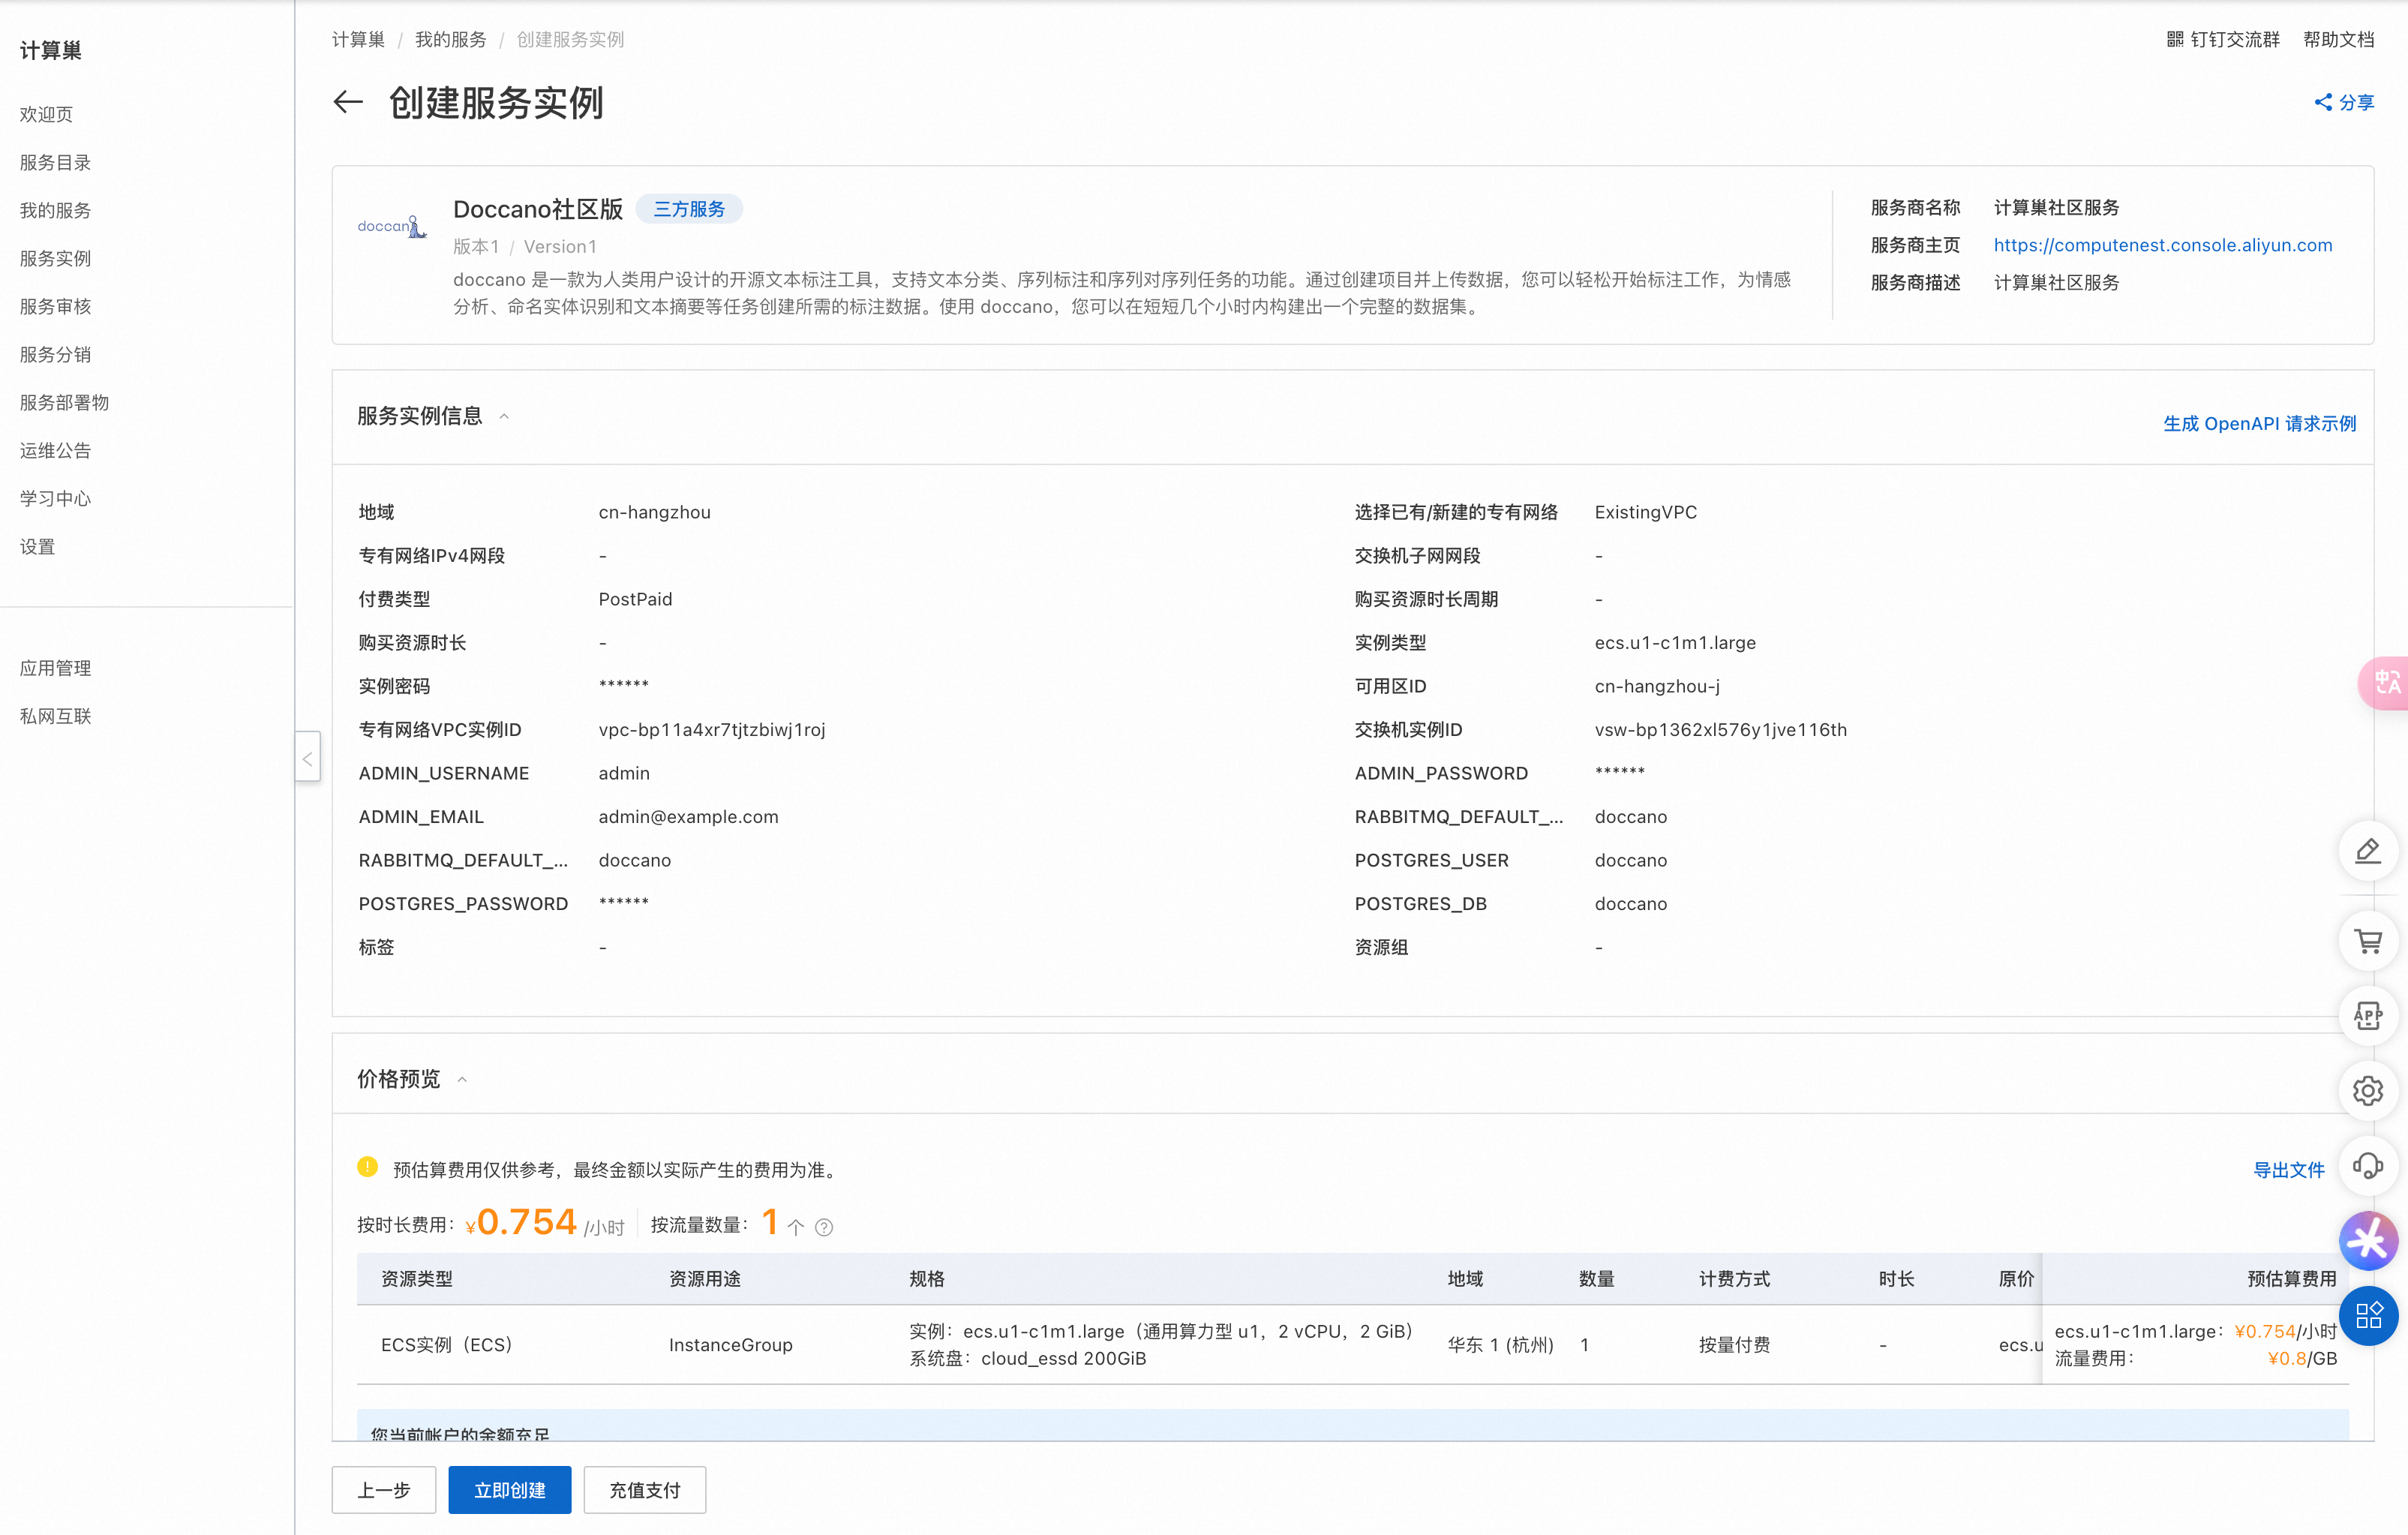 计算巢
欢迎页
服务目录
我的服务
服务实例
服务审核
服务分销
服务部署物
运维公告
学习中心
设置
应用管理
私网互联
计算巢 / 我的服务 / 创建服务实例
钉钉交流群 帮助文档
创建服务实例
分享
doccano
Doccano社区版 三方服务
版本1 / Version1
doccano 是一款为人类用户设计的开源文本标注工具，支持文本分类、序列标注和序列对序列任务的功能。通过创建项目并上传数据，您可以轻松开始标注工作，为情感
分析、命名实体识别和文本摘要等任务创建所需的标注数据。使用 doccano，您可以在短短几个小时内构建出一个完整的数据集。
服务商名称 计算巢社区服务
服务商主页 https://computenest.console.aliyun.com
服务商描述 计算巢社区服务
服务实例信息
生成 OpenAPI 请求示例
地域 cn-hangzhou 选择已有/新建的专有网络 ExistingVPC
专有网络IPv4网段 - 交换机子网网段 -
付费类型 PostPaid 购买资源时长周期 -
购买资源时长 - 实例类型 ecs.u1-c1m1.large
实例密码 ****** 可用区ID cn-hangzhou-j
专有网络VPC实例ID vpc-bp11a4xr7tjtzbiwj1roj 交换机实例ID vsw-bp1362xl576y1jve116th
ADMIN_USERNAME admin ADMIN_PASSWORD ******
ADMIN_EMAIL admin@example.com RABBITMQ_DEFAULT_... doccano
RABBITMQ_DEFAULT_... doccano POSTGRES_USER doccano
POSTGRES_PASSWORD ****** POSTGRES_DB doccano
标签 - 资源组 -
价格预览
预估算费用仅供参考，最终金额以实际产生的费用为准。
导出文件
按时长费用： ¥0.754 /小时 按流量数量： 1 个
资源类型 资源用途 规格 地域 数量 计费方式 时长 原价 预估算费用
ECS实例（ECS） InstanceGroup 实例：ecs.u1-c1m1.large（通用算力型 u1，2 vCPU，2 GiB） 华东 1 (杭州) 1 按量付费 - ecs.u ecs.u1-c1m1.large：¥0.754/小时
系统盘：cloud_essd 200GiB 流量费用： ¥0.8/GB
您当前帐户的余额充足
上一步 立即创建 充值支付
中A
APP